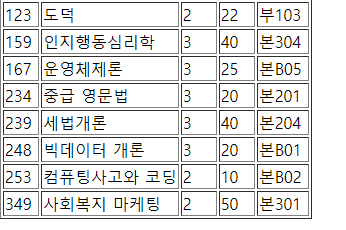 123 도덕 2 22 부103
159 인지행동심리학 3 40 본304
167 운영체제론 3 25 본B05
234 중급 영문법 3 20 본201
239 세법개론 3 40 본204
248 빅데이터 개론 3 20 본B01
253 컴퓨팅사고와 코딩 2 10 본B02
349 사회복지 마케팅 2 50 본301